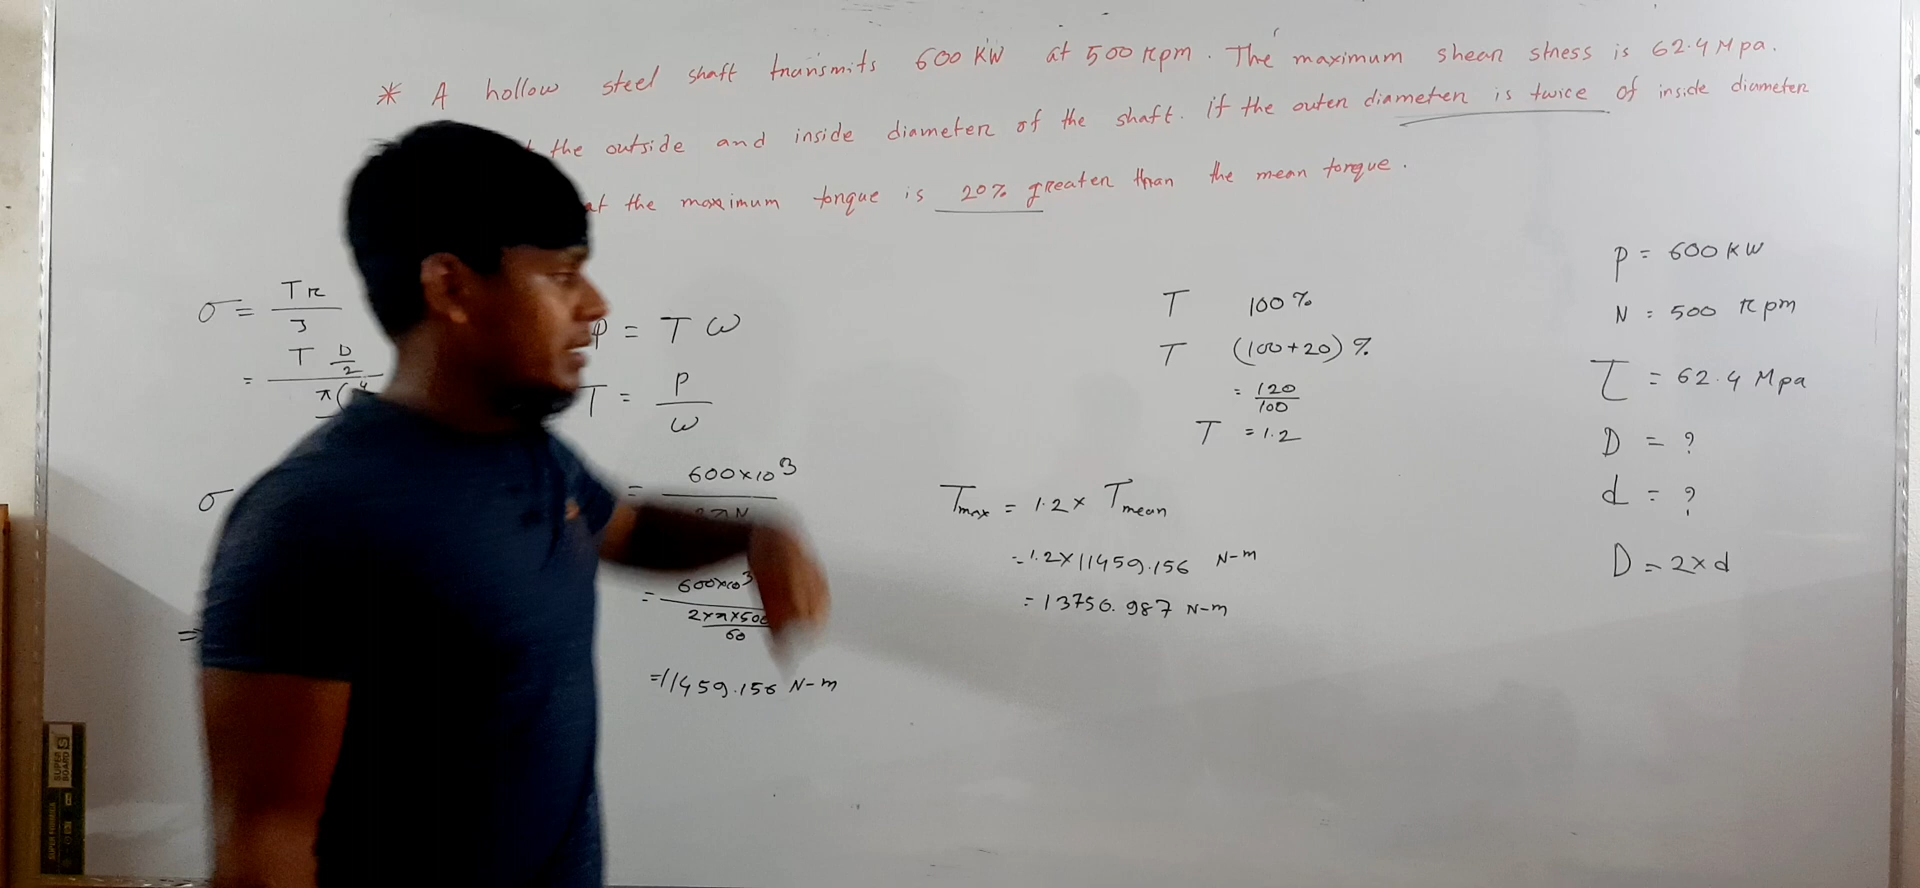 * A hollow steel shaft transmits 600 KW at 500 rpm. The maximum shear stress is 62.4 Mpa.
the outside and inside diameter of the shaft. if the outer diameter is twice of inside diameter
the maximum torque is 20% greater than the mean torque.
σ = Tr / J
= T D/2
σ
⇒
P = T ω
T = P / ω
= 600×10³ / 2πN
= 600×10³ / 2×π×500 / 60
= 11459.156 N-m
T 100%
T (100+20) %
= 120/100
T = 1.2
Tmax = 1.2 × Tmean
= 1.2×11459.156 N-m
= 13750.987 N-m
P = 600 KW
N = 500 rpm
τ = 62.4 Mpa
D = ?
d = ?
D = 2×d
SUPER BOARD